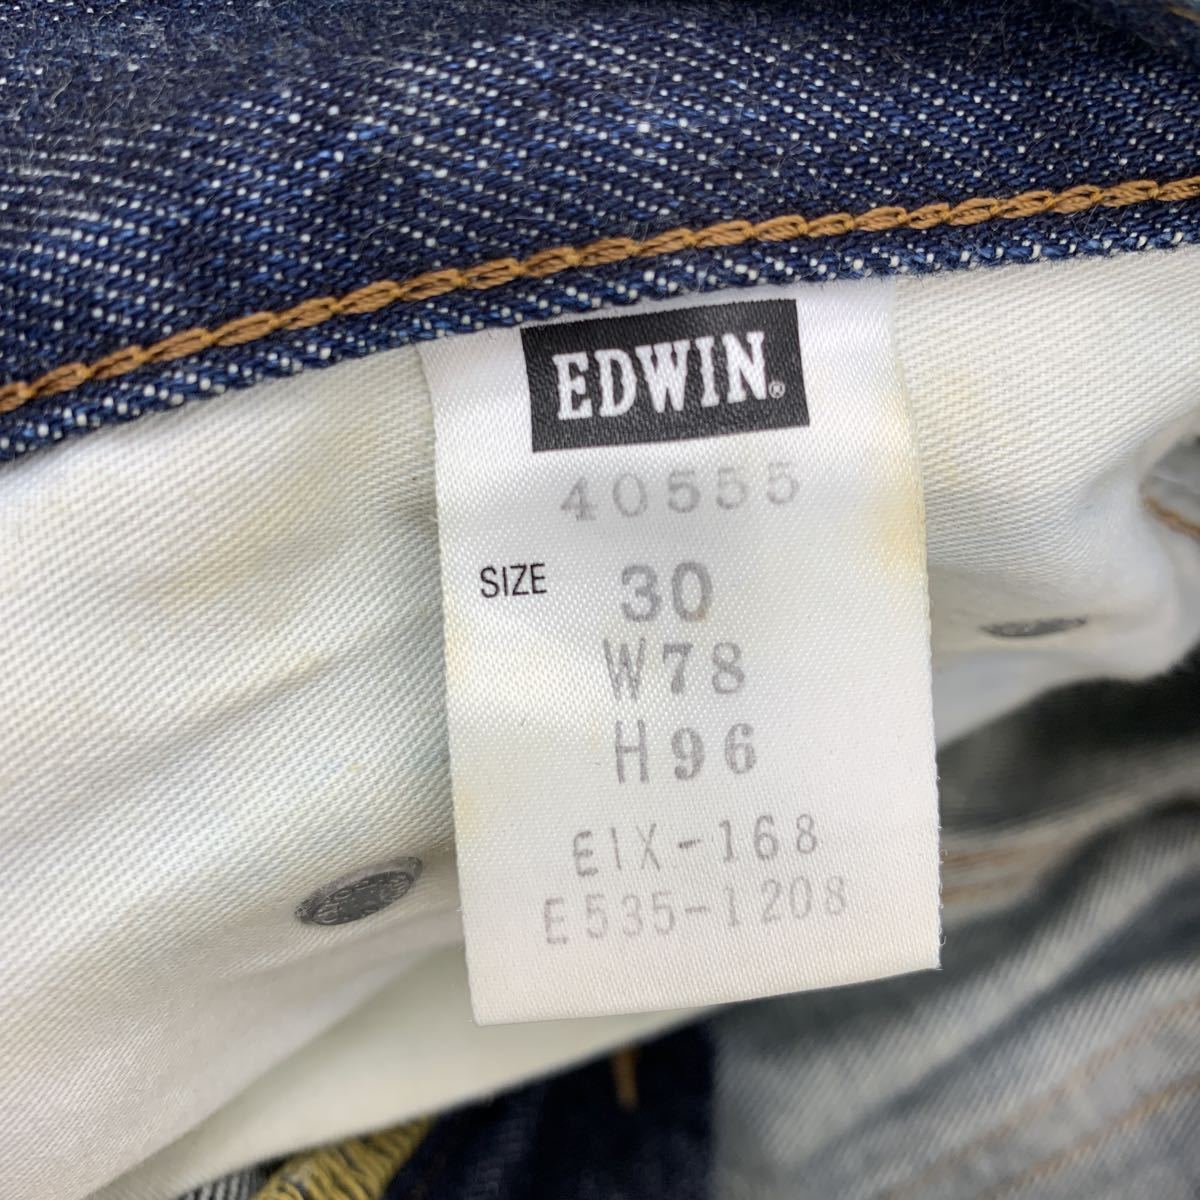 EDWIN®
40555
SIZE 30
W78
H96
EIX-168
E535-1208